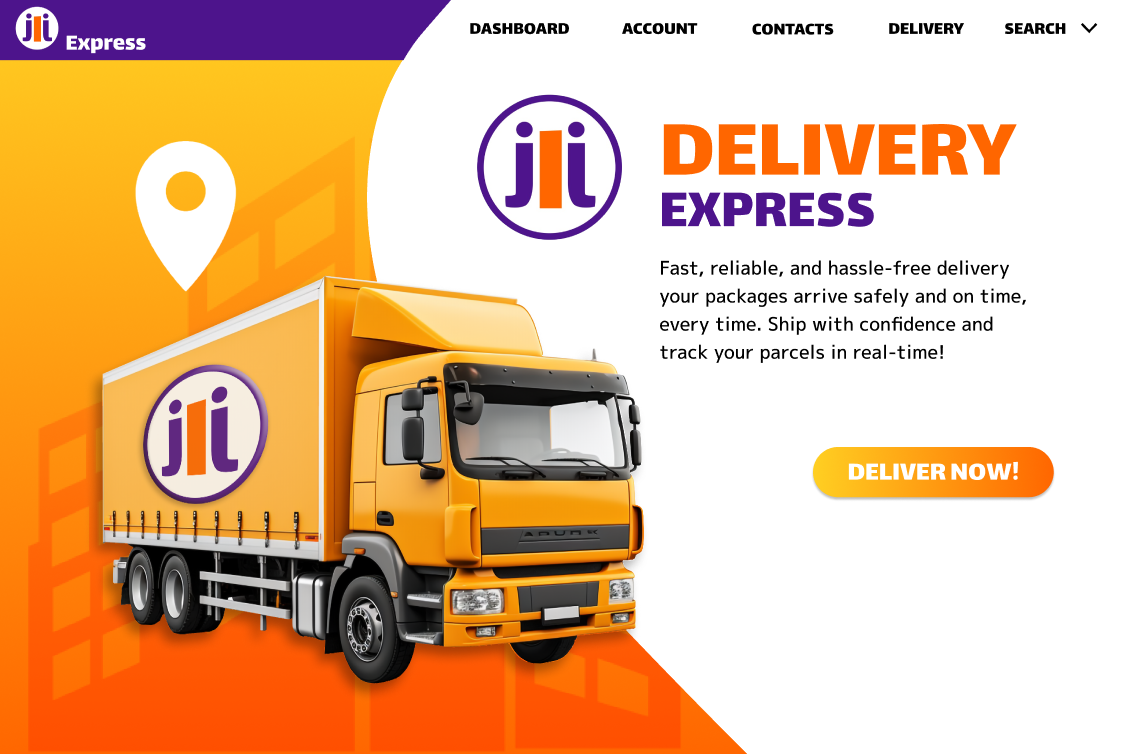 jli Express
DASHBOARD ACCOUNT CONTACTS DELIVERY SEARCH
jli
DELIVERY
EXPRESS
Fast, reliable, and hassle-free delivery
your packages arrive safely and on time,
every time. Ship with confidence and
track your parcels in real-time!
jli
DELIVER NOW!